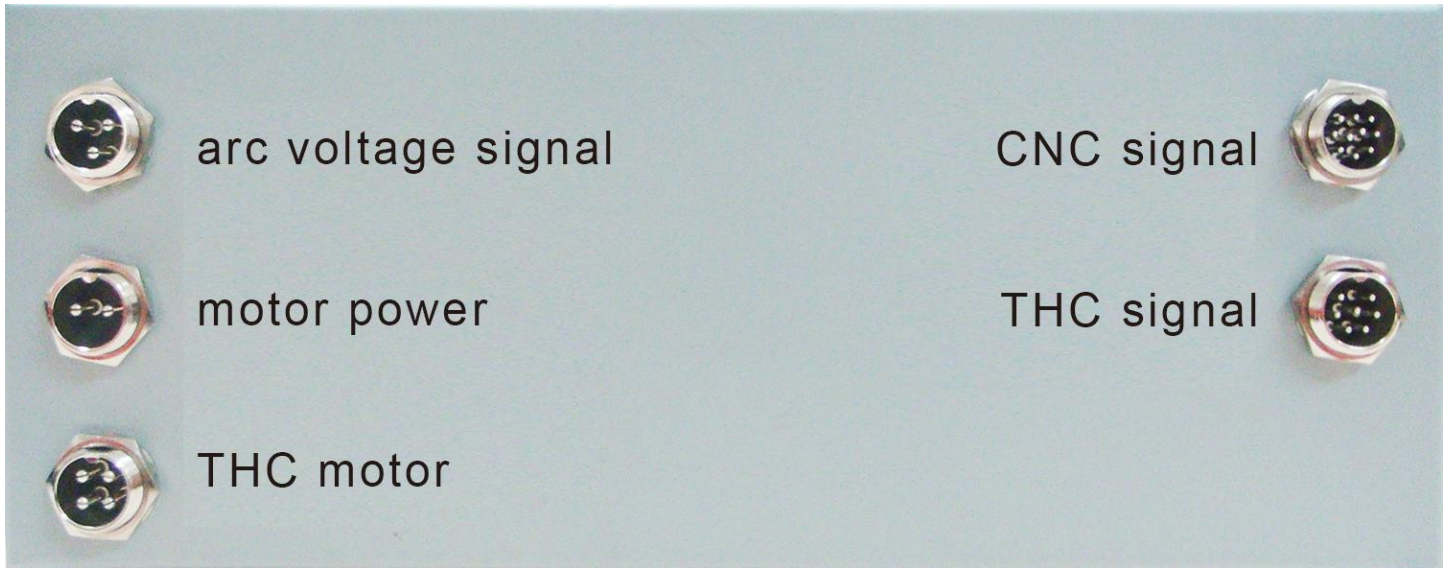 arc voltage signal
CNC signal
motor power
THC signal
THC motor